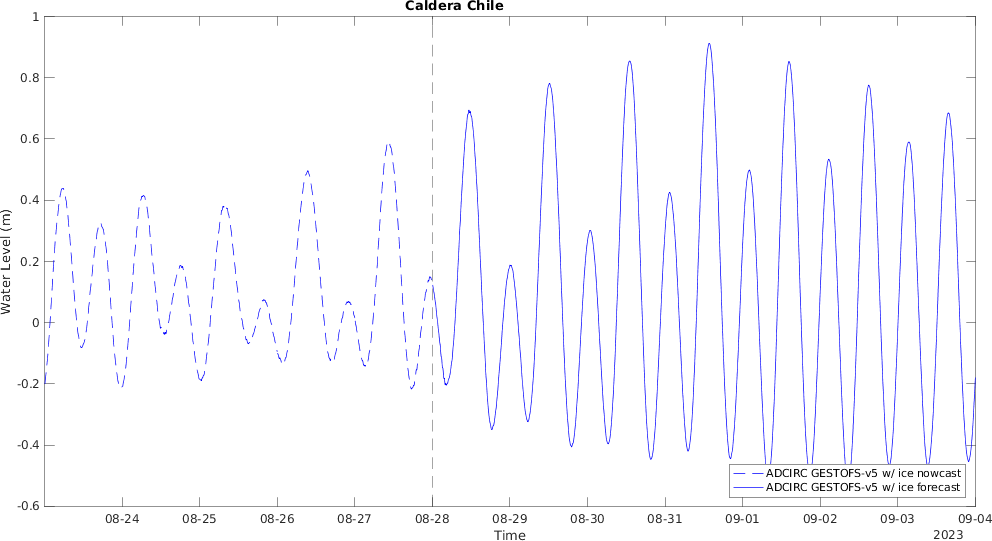 Caldera Chile
1
0.8
0.6
0.4
0.2
0
-0.2
-0.4
-0.6
Water Level (m)
ADCIRC GESTOFS-v5 w/ ice nowcast
ADCIRC GESTOFS-v5 w/ ice forecast
08-24 08-25 08-26 08-27 08-28 08-29 08-30 08-31 09-01 09-02 09-03 09-04
Time
2023